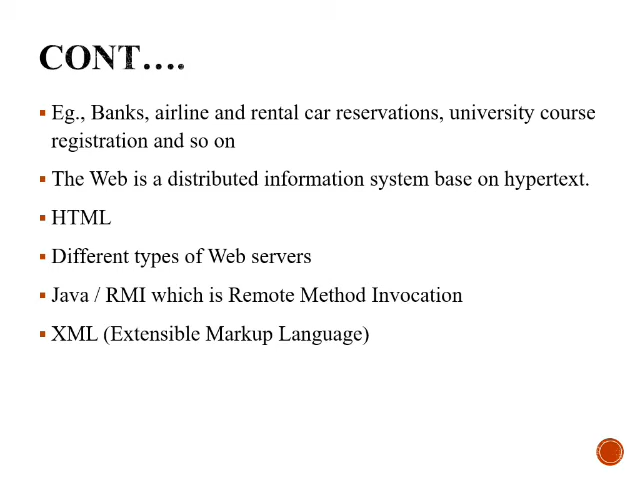 CONT….
▪ Eg., Banks, airline and rental car reservations, university course
registration and so on
▪ The Web is a distributed information system base on hypertext.
▪ HTML
▪ Different types of Web servers
▪ Java / RMI which is Remote Method Invocation
▪ XML (Extensible Markup Language)